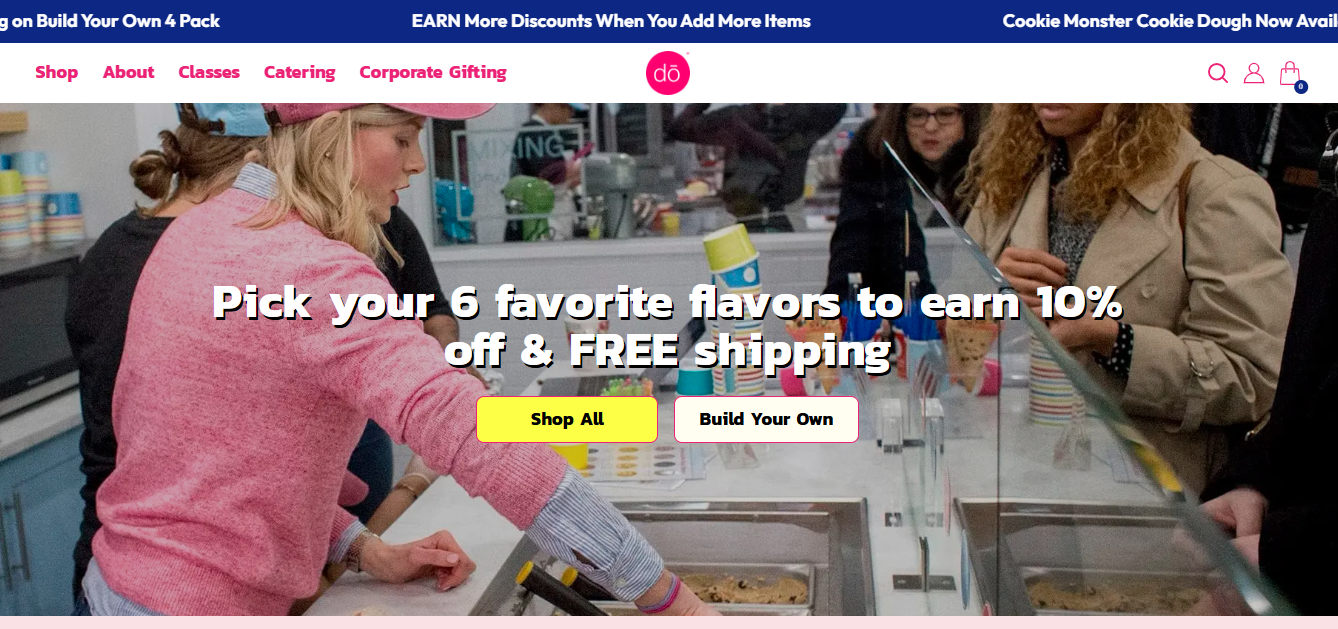 g on Build Your Own 4 Pack
EARN More Discounts When You Add More Items
Cookie Monster Cookie Dough Now Avail
Shop About Classes Catering Corporate Gifting
dō
0
MIXING
Pick your 6 favorite flavors to earn 10%
off & FREE shipping
Shop All
Build Your Own